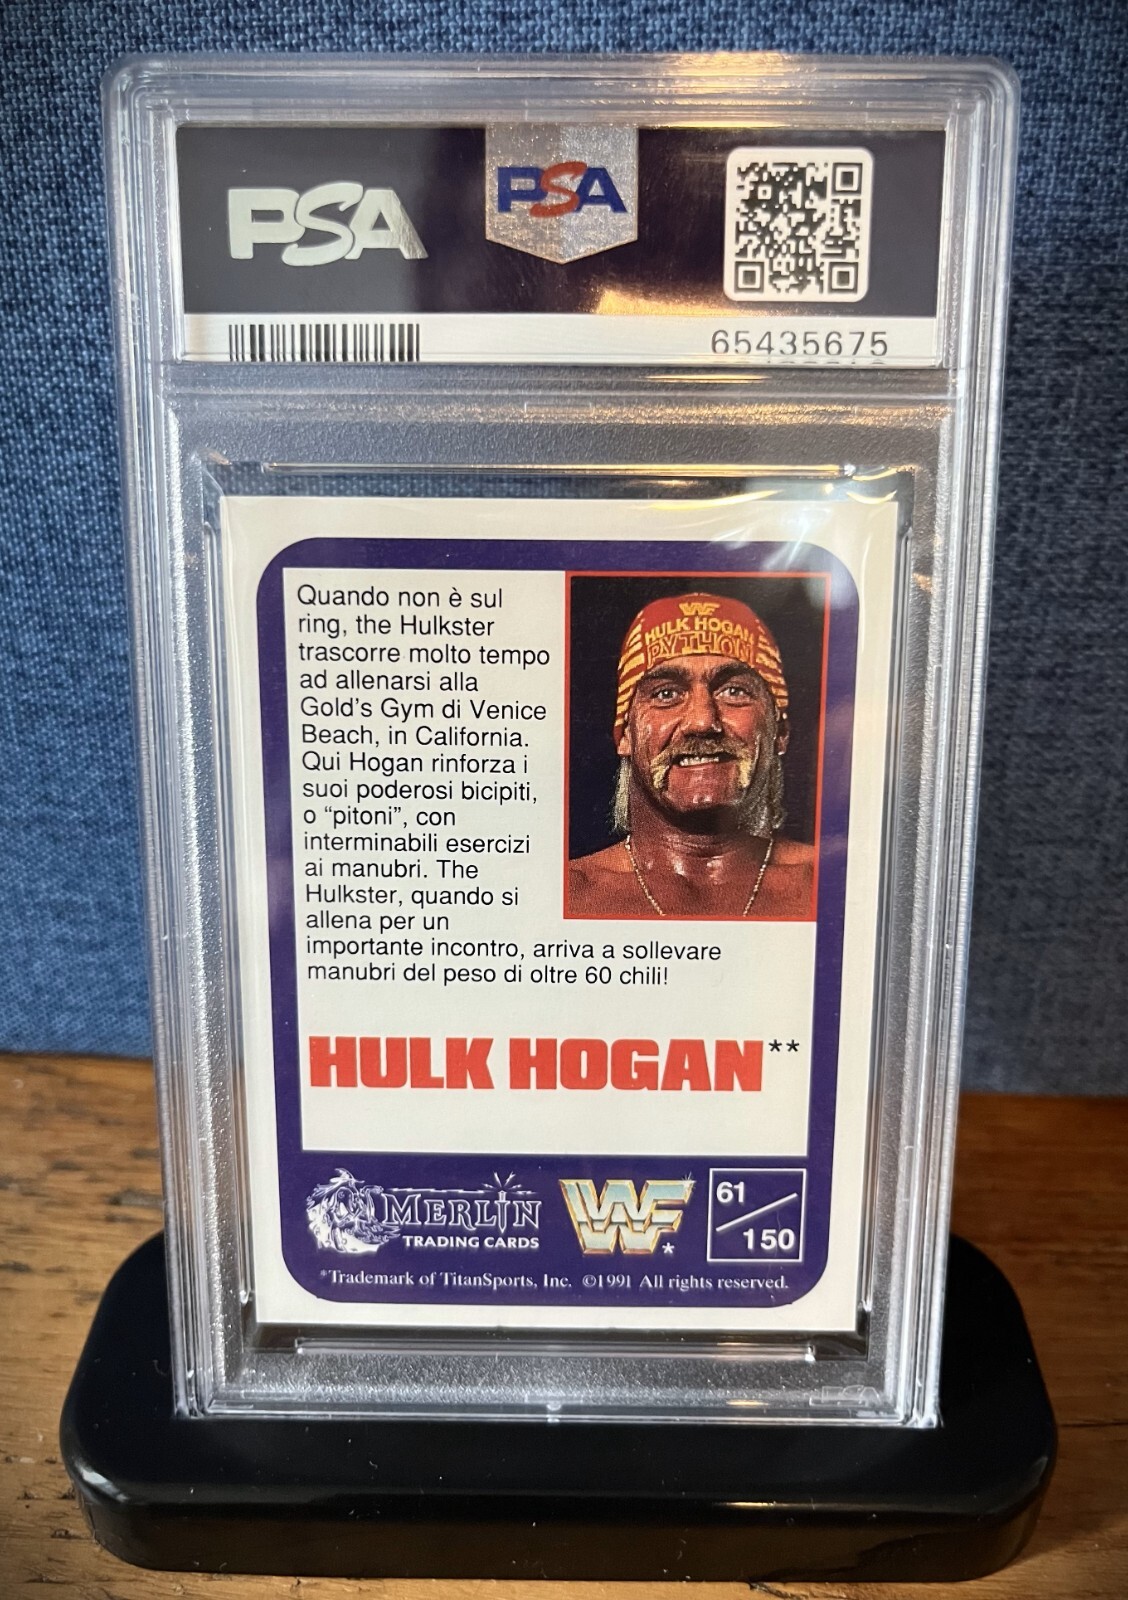 PSA
PSA
65435675
Quando non è sul
ring, the Hulkster
trascorre molto tempo
ad allenarsi alla
Gold's Gym di Venice
Beach, in California.
Qui Hogan rinforza i
suoi poderosi bicipiti,
o “pitoni”, con
interminabili esercizi
ai manubri. The
Hulkster, quando si
allena per un
importante incontro, arriva a sollevare
manubri del peso di oltre 60 chili!
WF
HULK HOGAN
PYTHON
HULK HOGAN**
MERLIN
TRADING CARDS
WF*
61/150
*Trademark of TitanSports, Inc. ©1991 All rights reserved.
PSA